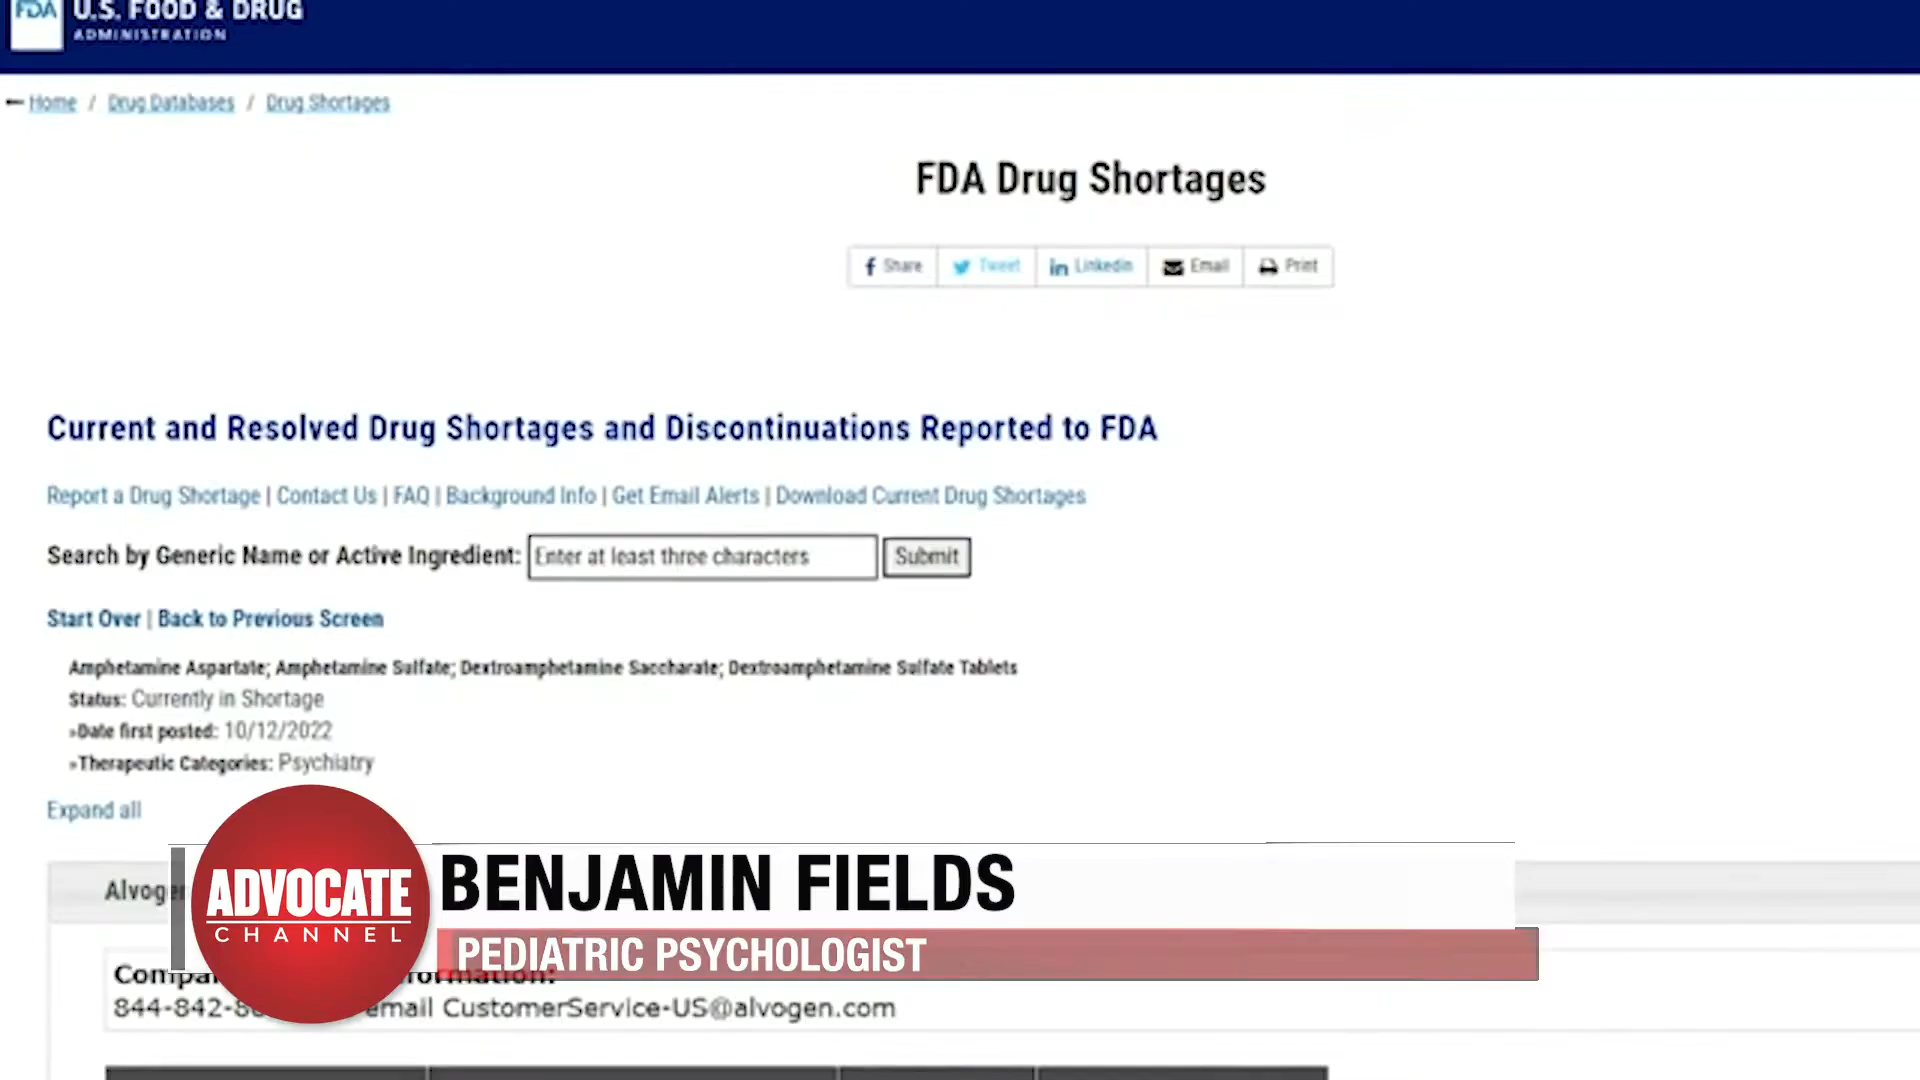 FDA U.S. FOOD & DRUG
ADMINISTRATION
Home / Drug Databases / Drug Shortages
FDA Drug Shortages
Share Tweet Linkedin Email Print
Current and Resolved Drug Shortages and Discontinuations Reported to FDA
Report a Drug Shortage | Contact Us | FAQ | Background Info | Get Email Alerts | Download Current Drug Shortages
Search by Generic Name or Active Ingredient: Enter at least three characters Submit
Start Over | Back to Previous Screen
Amphetamine Aspartate; Amphetamine Sulfate; Dextroamphetamine Saccharate; Dextroamphetamine Sulfate Tablets
Status: Currently in Shortage
»Date first posted: 10/12/2022
»Therapeutic Categories: Psychiatry
Expand all
ADVOCATE
CHANNEL
BENJAMIN FIELDS
PEDIATRIC PSYCHOLOGIST
844-842-8 email CustomerService-US@alvogen.com